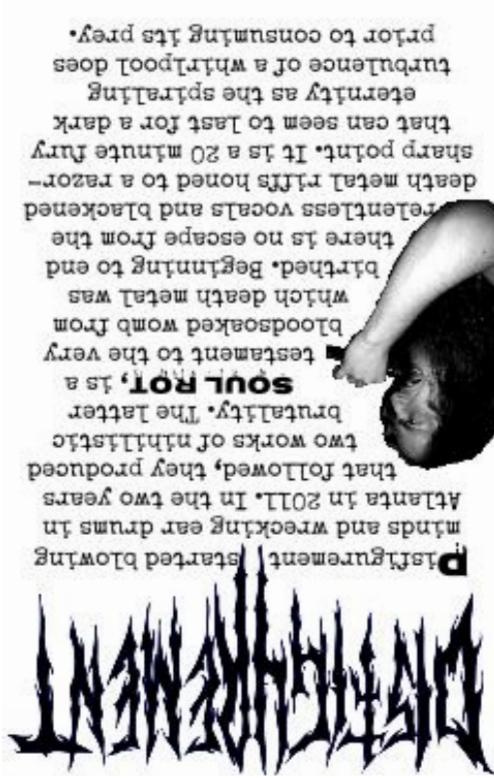 DISFIGUREMENT
Disfigurement started blowing
minds and wrecking ear drums in
Atlanta in 2011. In the two years
that followed, they produced
two works of nihilistic
brutality. The latter
SOUL ROT, is a
testament to the very
bloodsoaked womb from
which death metal was
birthed. Beginning to end
there is no escape from the
relentless vocals and blackened
death metal riffs honed to a razor-
sharp point. It is a 20 minute fury
that can seem to last for a dark
eternity as the spiraling
turbulence of a whirlpool does
prior to consuming its prey.